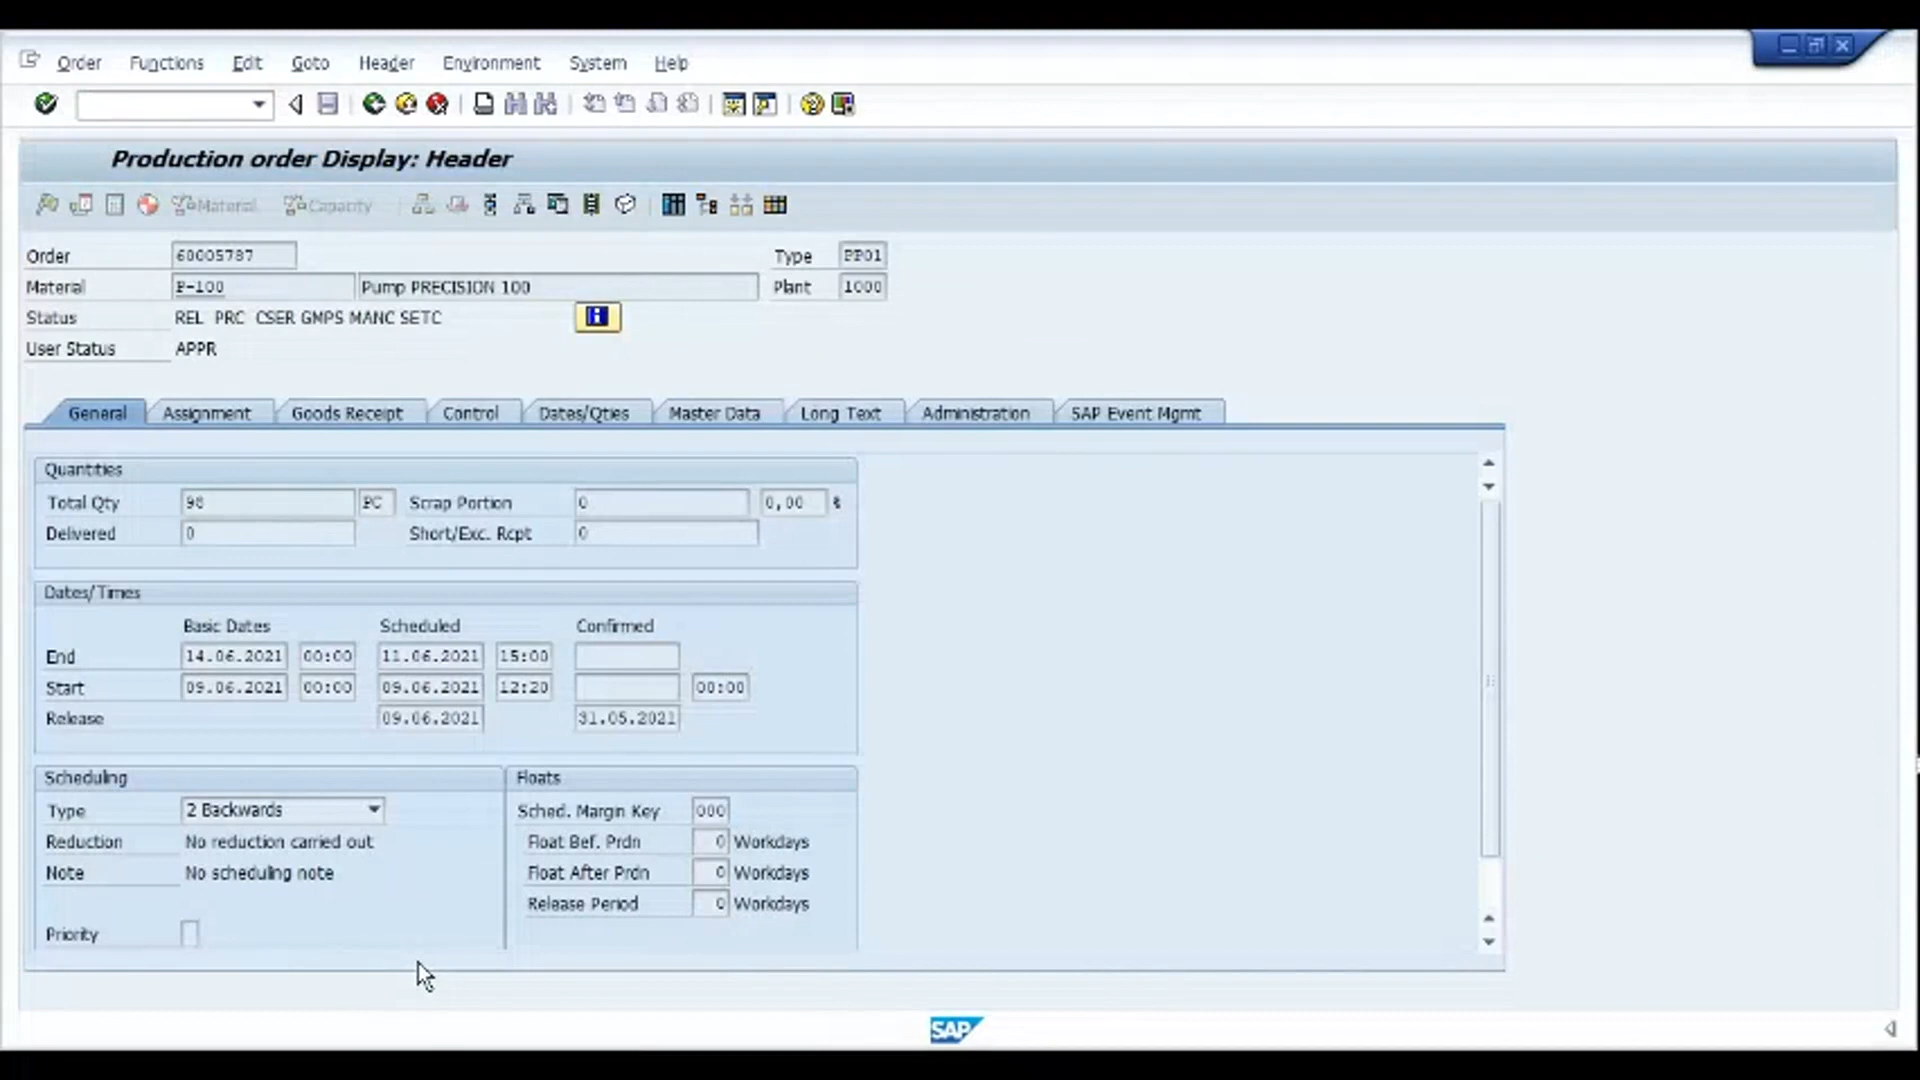 Order Functions Edit Goto Header Environment System Help
Production order Display: Header
Material Capacity
Order 60005787 Type PP01
Material P-100 Pump PRECISION 100 Plant 1000
Status REL PRC CSER GMPS MANC SETC
User Status APPR
General Assignment Goods Receipt Control Dates/Qties Master Data Long Text Administration SAP Event Mgmt
Quantities
Total Qty 98 PC Scrap Portion 0 0,00 %
Delivered 0 Short/Exc. Rcpt 0
Dates/Times
Basic Dates Scheduled Confirmed
End 14.06.2021 00:00 11.06.2021 15:00
Start 09.06.2021 00:00 09.06.2021 12:20 00:00
Release 09.06.2021 31.05.2021
Scheduling Floats
Type 2 Backwards Sched. Margin Key 000
Reduction No reduction carried out Float Bef. Prdn 0 Workdays
Note No scheduling note Float After Prdn 0 Workdays
Release Period 0 Workdays
Priority
SAP